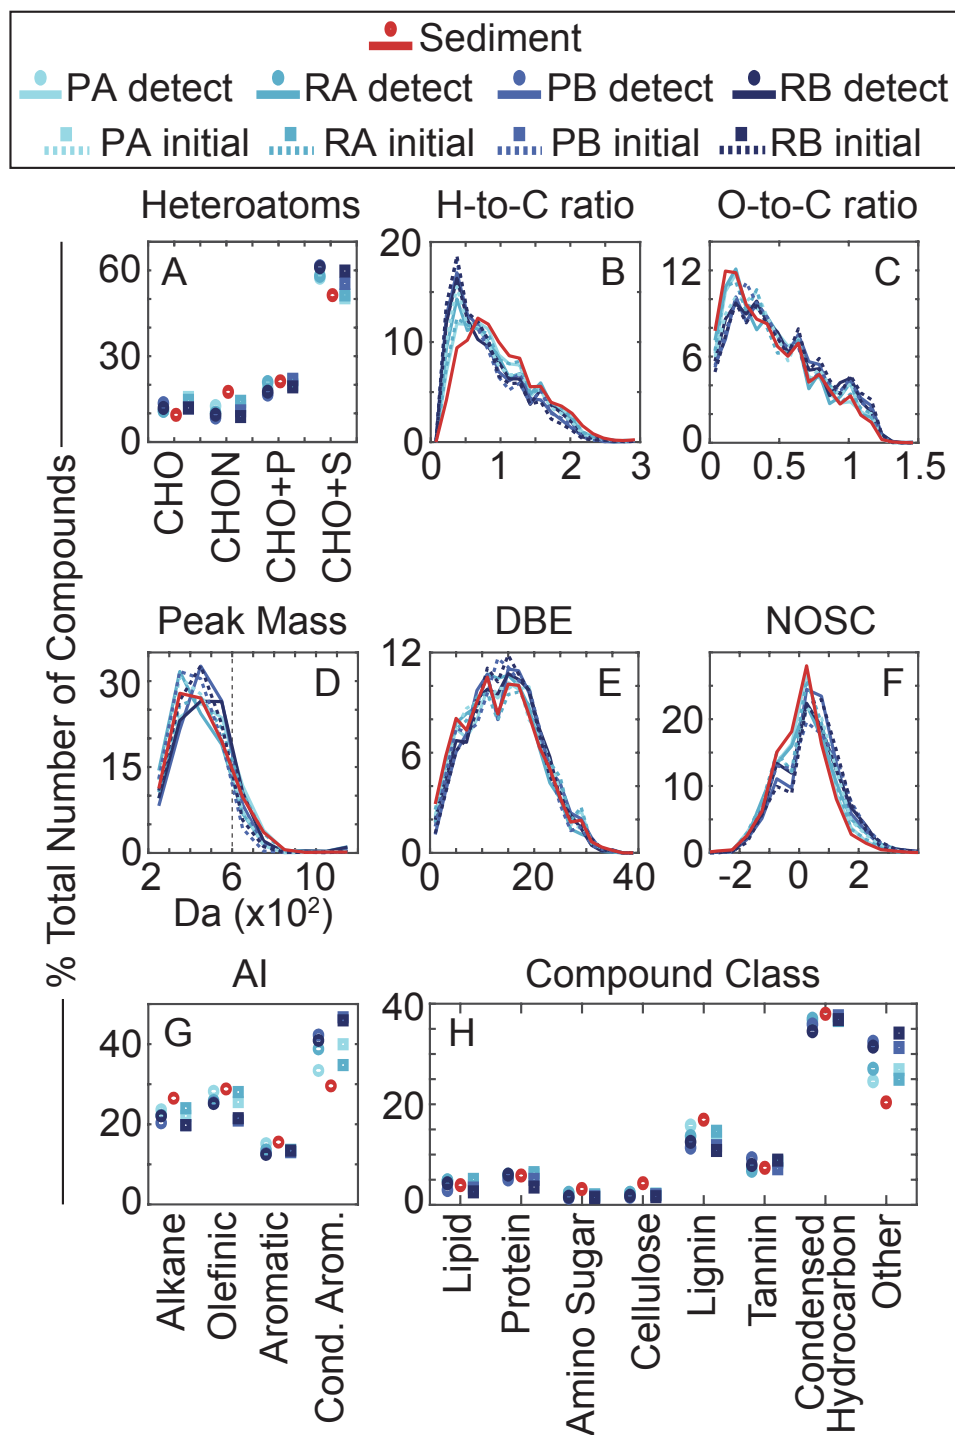 Sediment
PA detect RA detect PB detect RB detect
PA initial RA initial PB initial RB initial
% Total Number of Compounds
Heteroatoms H-to-C ratio O-to-C ratio
A
60
30
0
CHO CHON CHO+P CHO+S
B
20
10
0
0 1 2 3
C
12
6
0
0 0.5 1 1.5
Peak Mass DBE NOSC
D
30
15
0
2 6 10
Da (x10²)
E
12
6
0
0 20 40
F
20
10
0
-2 0 2
AI Compound Class
G
40
20
0
Alkane Olefinic Aromatic Cond. Arom.
H
40
20
0
Lipid Protein Amino Sugar Cellulose Lignin Tannin Condensed Hydrocarbon Other